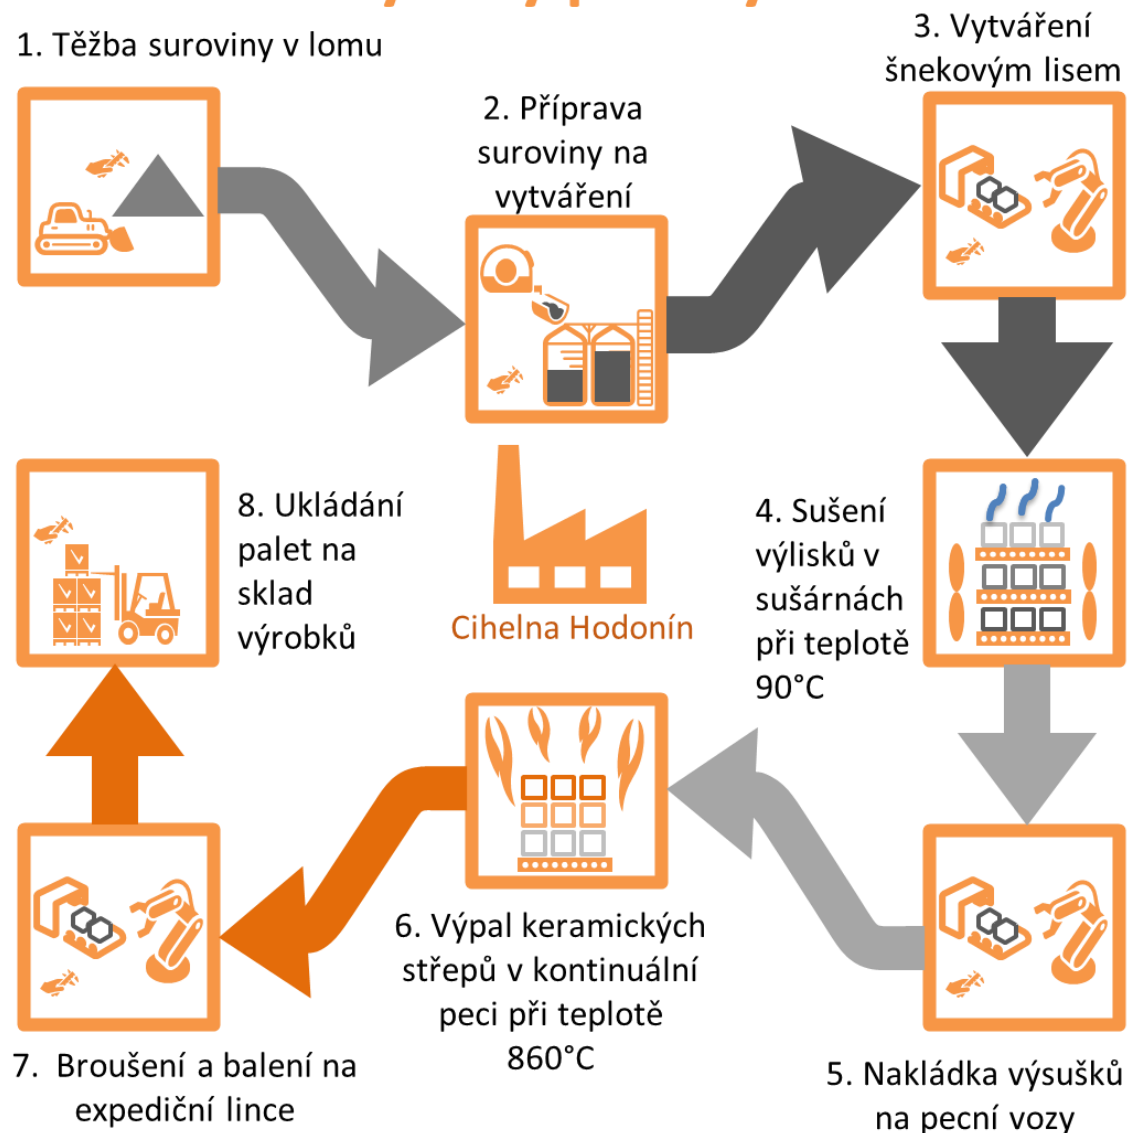 1. Těžba suroviny v lomu
2. Příprava
suroviny na
vytváření
3. Vytváření
šnekovým lisem
4. Sušení
výlisků v
sušárnách
při teplotě
90°C
5. Nakládka výsušků
na pecní vozy
6. Výpal keramických
střepů v kontinuální
peci při teplotě
860°C
7. Broušení a balení na
expediční lince
8. Ukládání
palet na
sklad
výrobků
Cihelna Hodonín